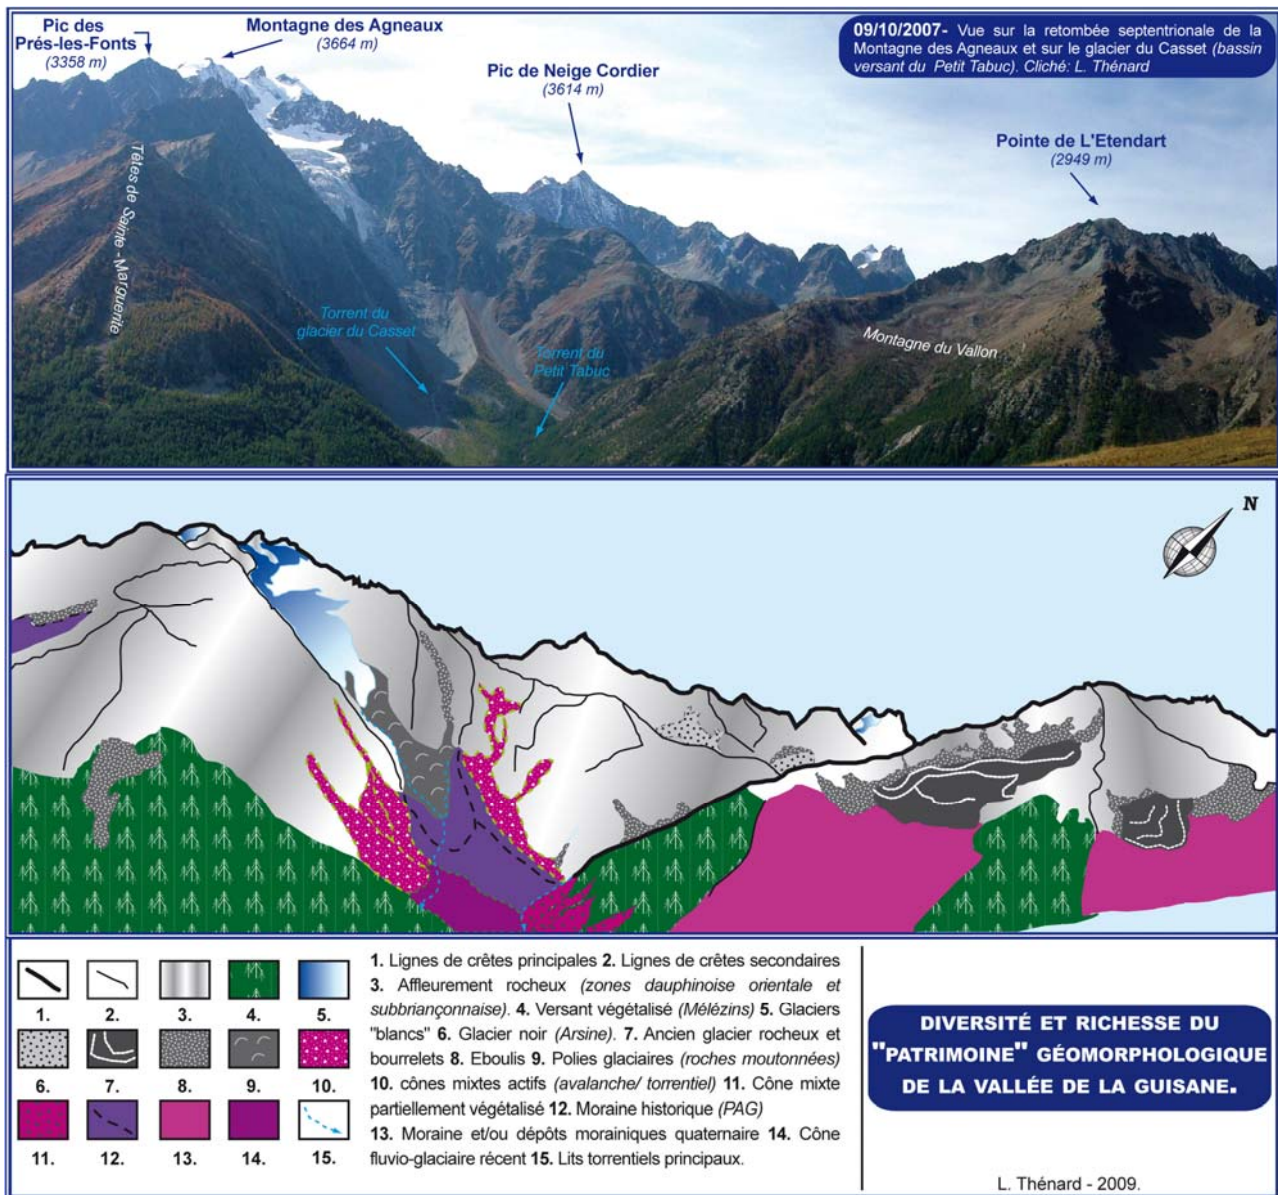 Pic des
Prés-les-Fonts
(3358 m)
Montagne des Agneaux
(3664 m)
Pic de Neige Cordier
(3614 m)
Pointe de L'Etendart
(2949 m)
09/10/2007- Vue sur la retombée septentrionale de la
Montagne des Agneaux et sur le glacier du Casset (bassin
versant du Petit Tabuc). Cliché: L. Thénard
Têtes de Sainte - Marguerite
Torrent du
glacier du Casset
Torrent du
Petit Tabuc
Montagne du Vallon
N
1. 2. 3. 4. 5.
6. 7. 8. 9. 10.
11. 12. 13. 14. 15.
1. Lignes de crêtes principales 2. Lignes de crêtes secondaires
3. Affleurement rocheux (zones dauphinoise orientale et
subbriançonnaise). 4. Versant végétalisé (Mélézins) 5. Glaciers
"blancs" 6. Glacier noir (Arsine). 7. Ancien glacier rocheux et
bourrelets 8. Eboulis 9. Polies glaciaires (roches moutonnées)
10. cônes mixtes actifs (avalanche/ torrentiel) 11. Cône mixte
partiellement végétalisé 12. Moraine historique (PAG)
13. Moraine et/ou dépôts morainiques quaternaire 14. Cône
fluvio-glaciaire récent 15. Lits torrentiels principaux.
DIVERSITÉ ET RICHESSE DU
"PATRIMOINE" GÉOMORPHOLOGIQUE
DE LA VALLÉE DE LA GUISANE.
L. Thénard - 2009.